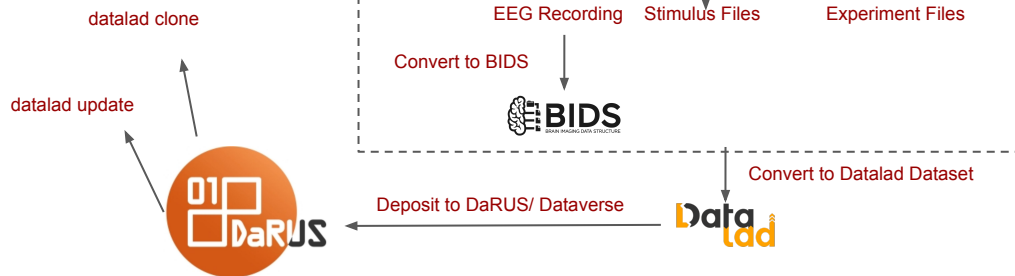 datalad clone
EEG Recording
Stimulus Files
Experiment Files
Convert to BIDS
datalad update
BIDS
BRAIN IMAGING DATA STRUCTURE
Convert to Datalad Dataset
01
DaRUS
Deposit to DaRUS/ Dataverse
Data
lad